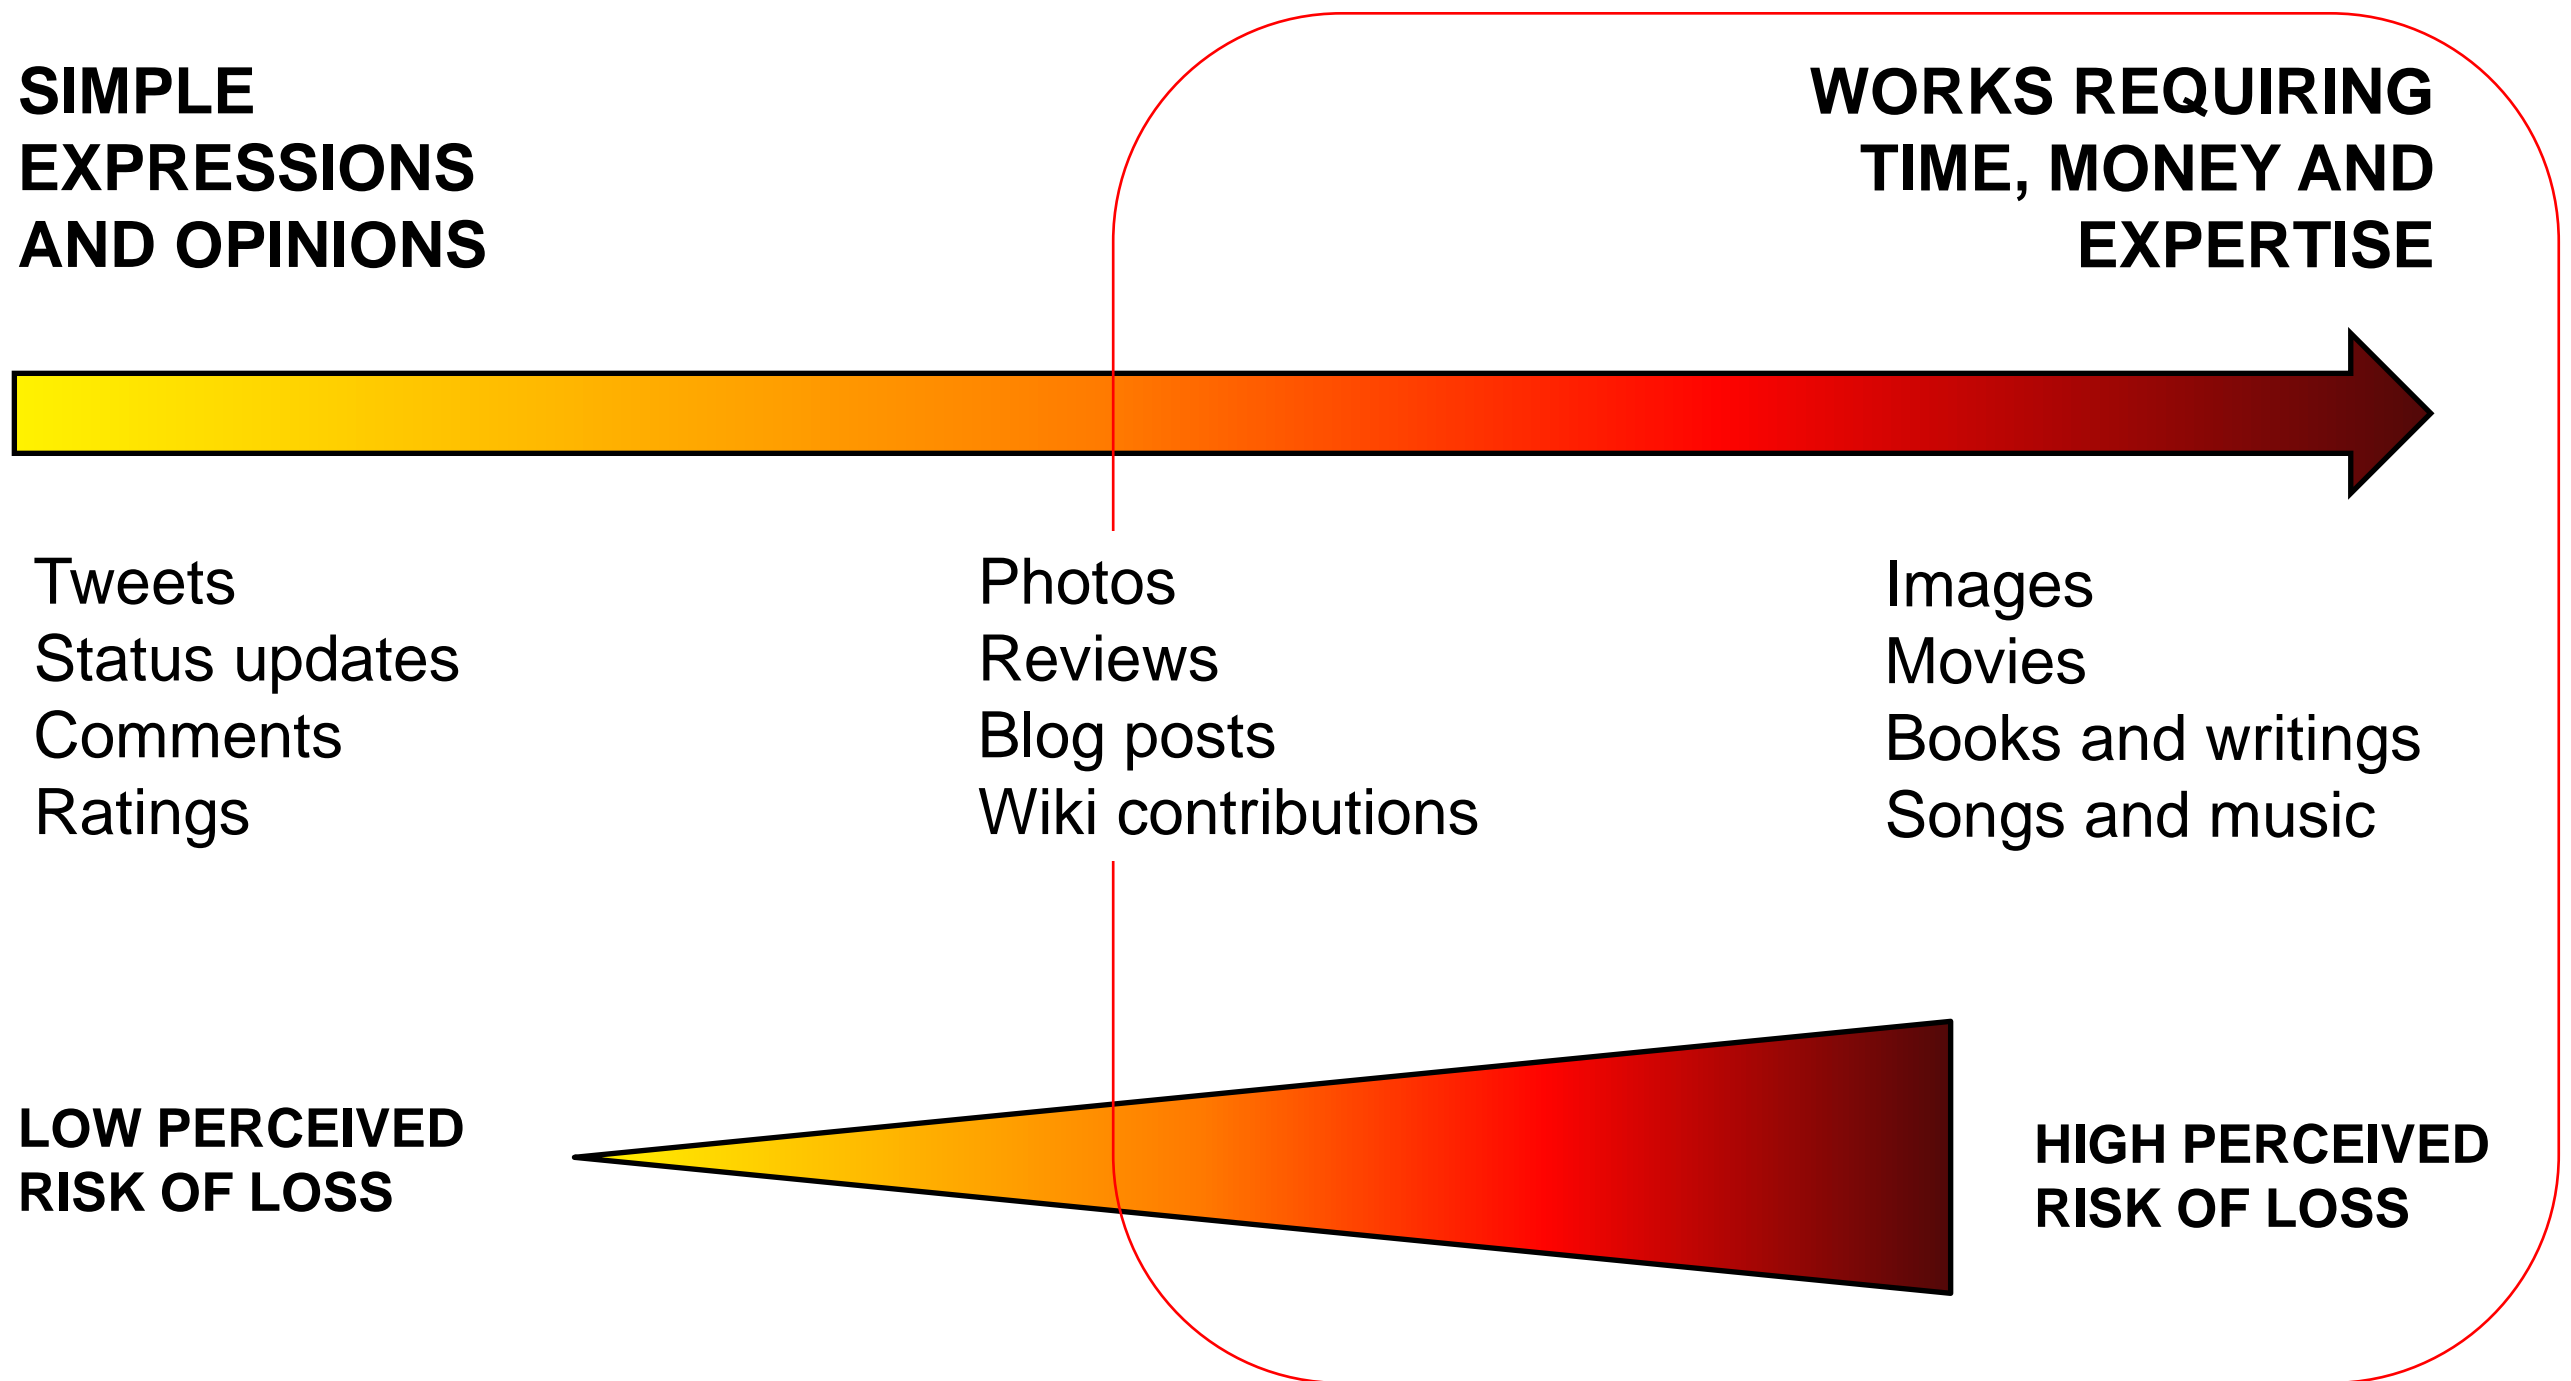 SIMPLE
EXPRESSIONS
AND OPINIONS
WORKS REQUIRING
TIME, MONEY AND
EXPERTISE
Tweets
Status updates
Comments
Ratings
Photos
Reviews
Blog posts
Wiki contributions
Images
Movies
Books and writings
Songs and music
LOW PERCEIVED
RISK OF LOSS
HIGH PERCEIVED
RISK OF LOSS